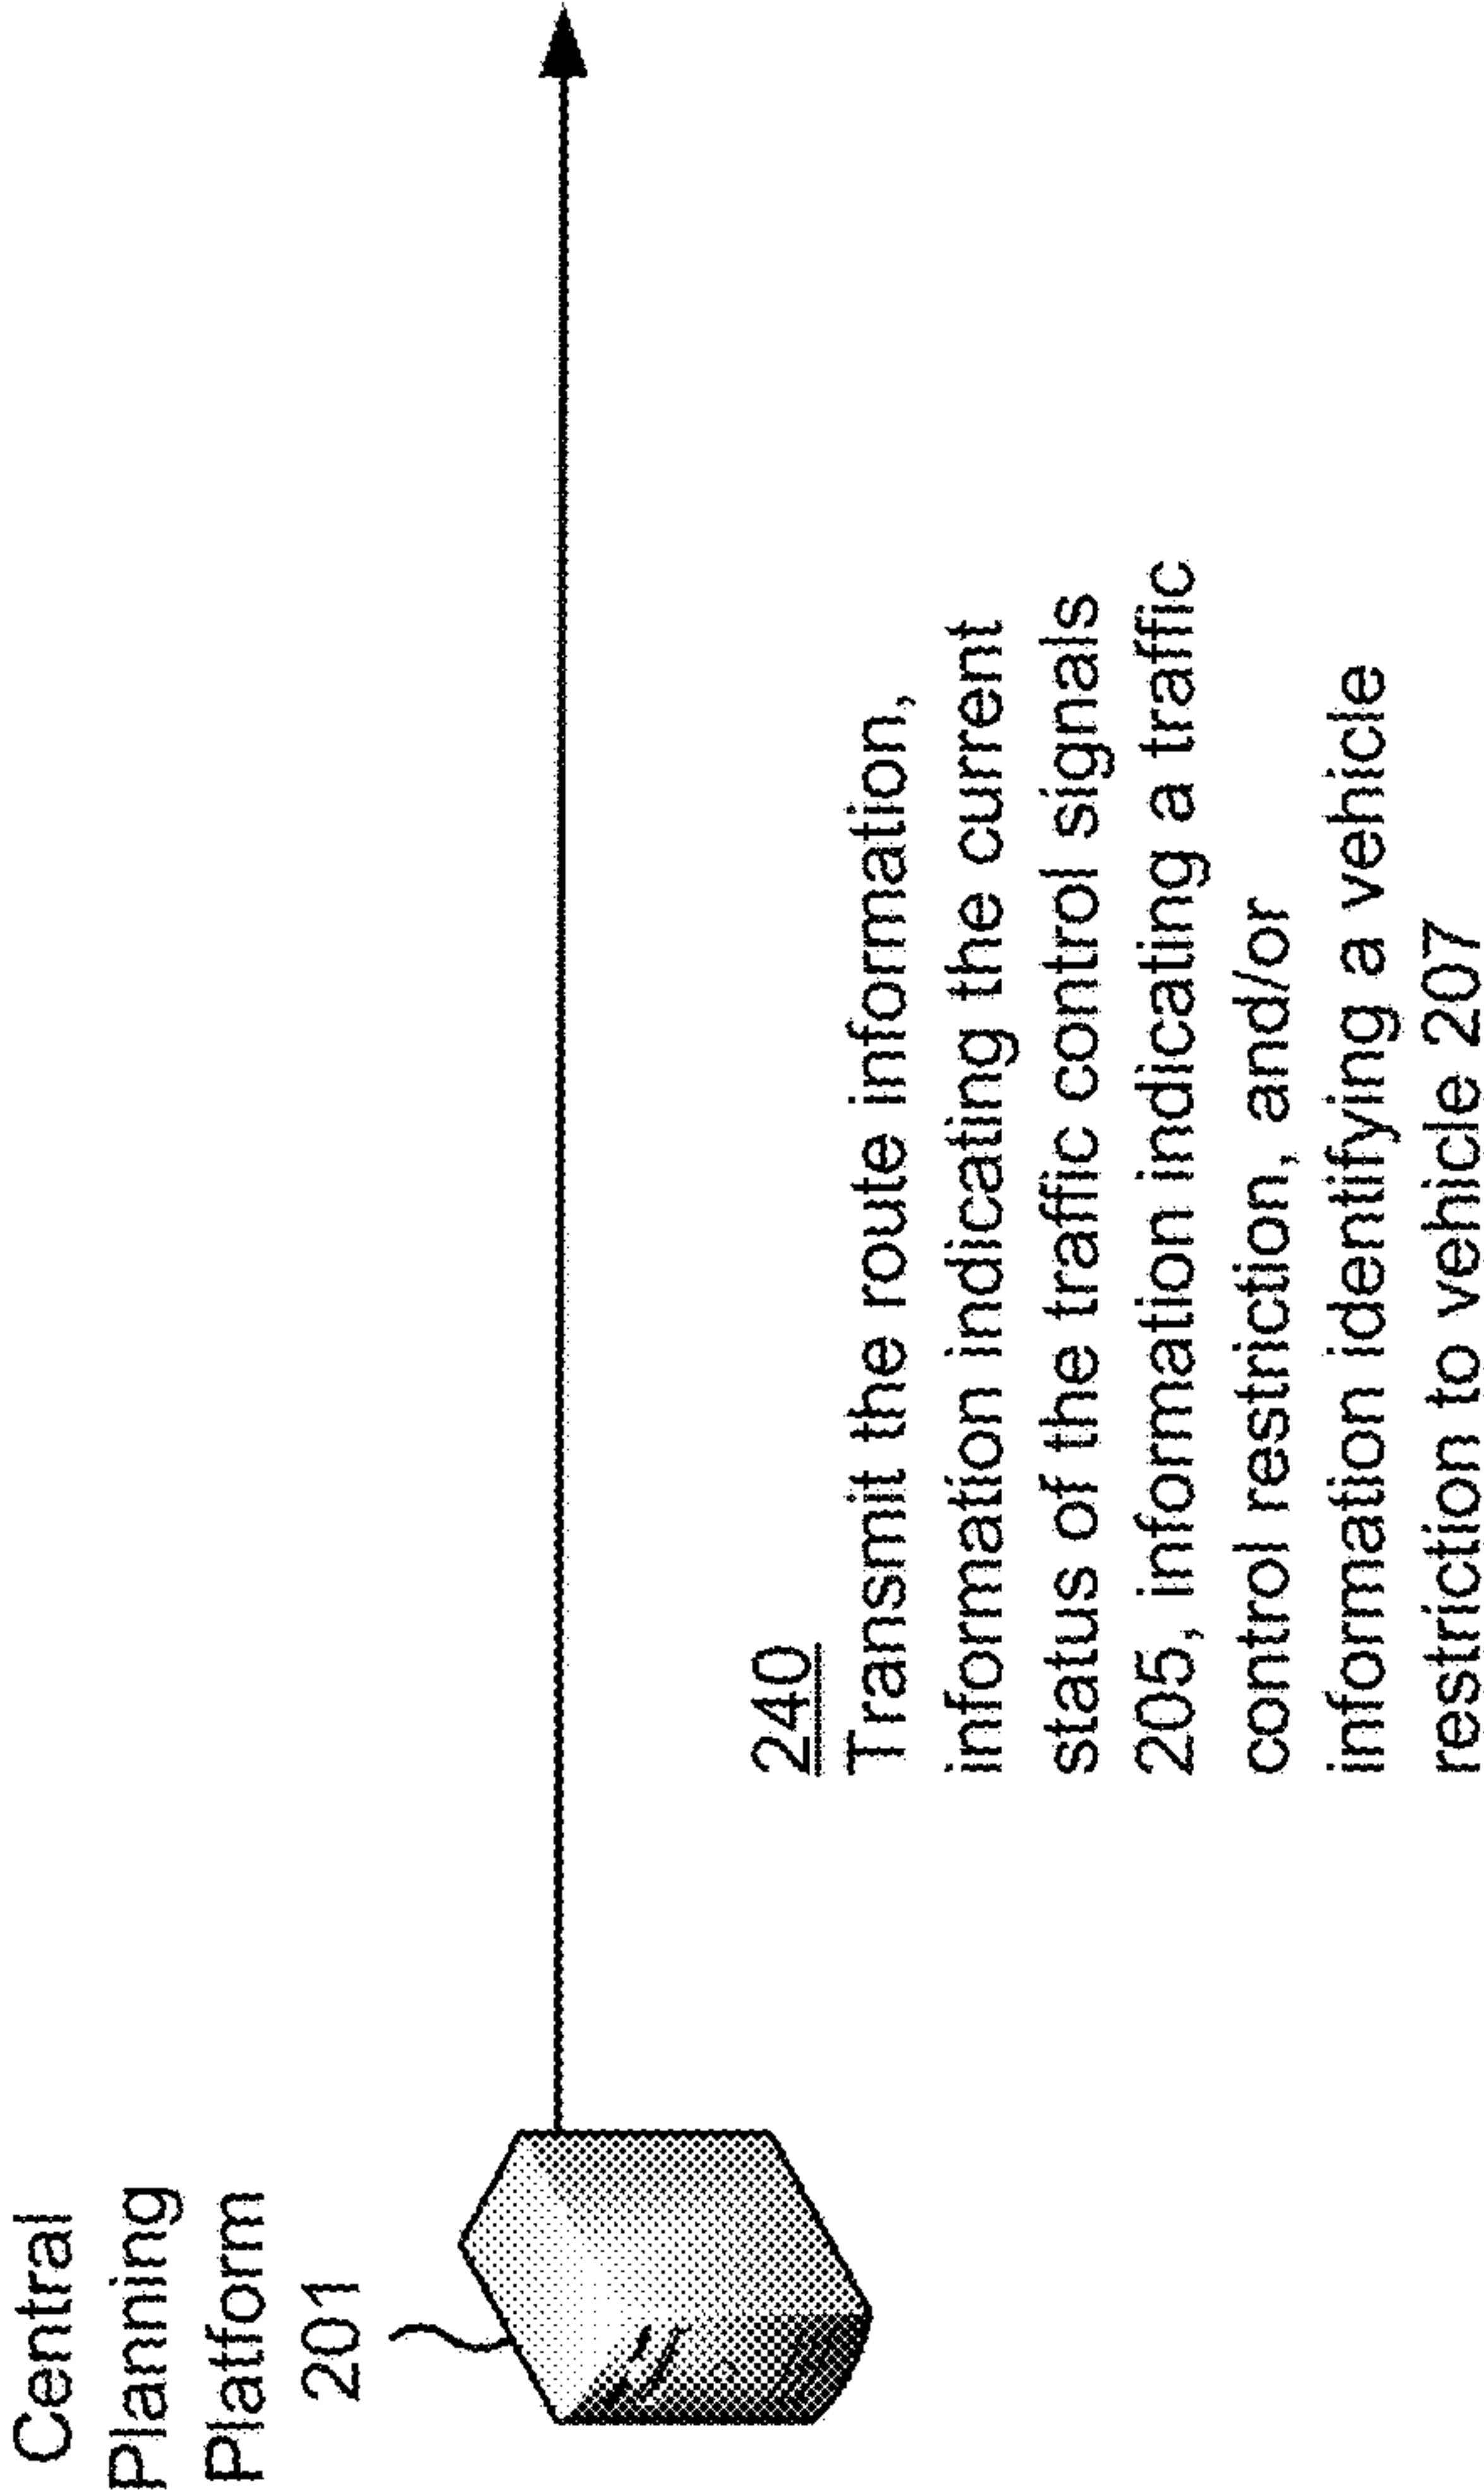 Central
Planning
Platform
201
240
Transmit the route information,
information indicating the current
status of the traffic control signals
205, information indicating a traffic
control restriction, and/or
information identifying a vehicle
restriction to vehicle 207